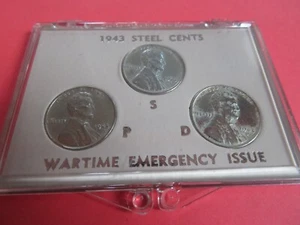 1943 STEEL CENTS
S
P D
WARTIME EMERGENCY ISSUE